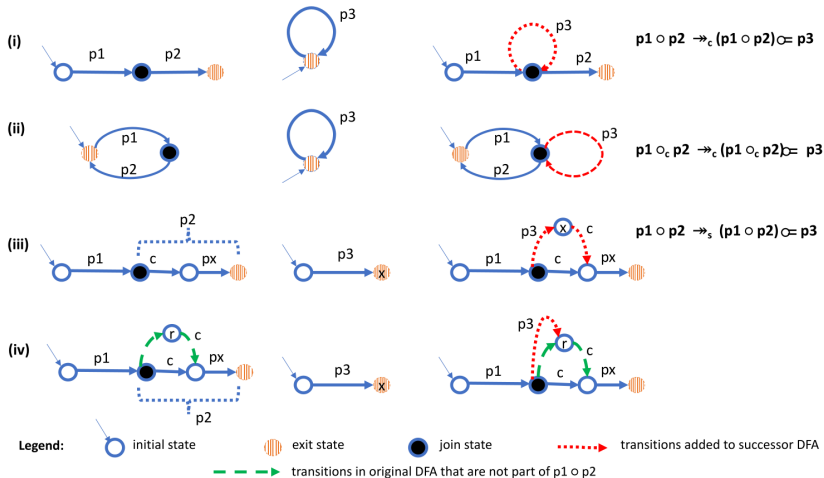 (i) p1 p2 p3 p1 p3 p2 p1 ○ p2 ↠c (p1 ○ p2)⟜ p3
(ii) p1 p2 p3 p1 p2 p3 p1 ○c p2 ↠c (p1 ○c p2)⟜ p3
p2
(iii) p1 c px p3 x p1 p3 x c c px p1 ○ p2 ↠s (p1 ○ p2)⟜ p3
(iv) p1 r c c px p2 p3 x p1 p3 r c c px
Legend: initial state exit state join state transitions added to successor DFA
transitions in original DFA that are not part of p1 ○ p2